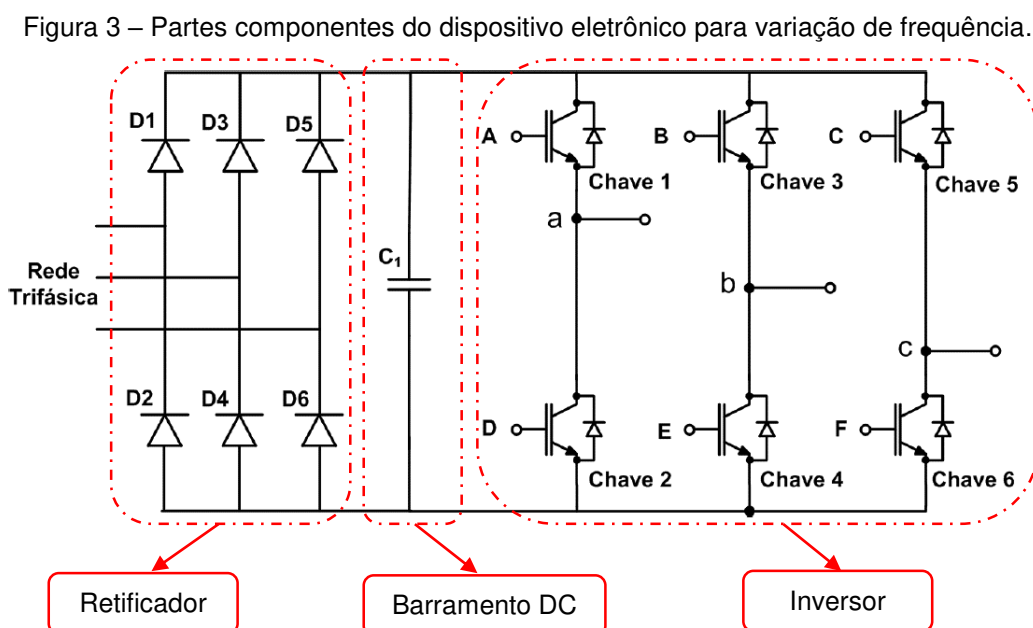 Figura 3 – Partes componentes do dispositivo eletrônico para variação de frequência.
D1 D3 D5
A B C
Chave 1 Chave 3 Chave 5
a
Rede
Trifásica
C₁
b
c
D2 D4 D6
D E F
Chave 2 Chave 4 Chave 6
Retificador Barramento DC Inversor